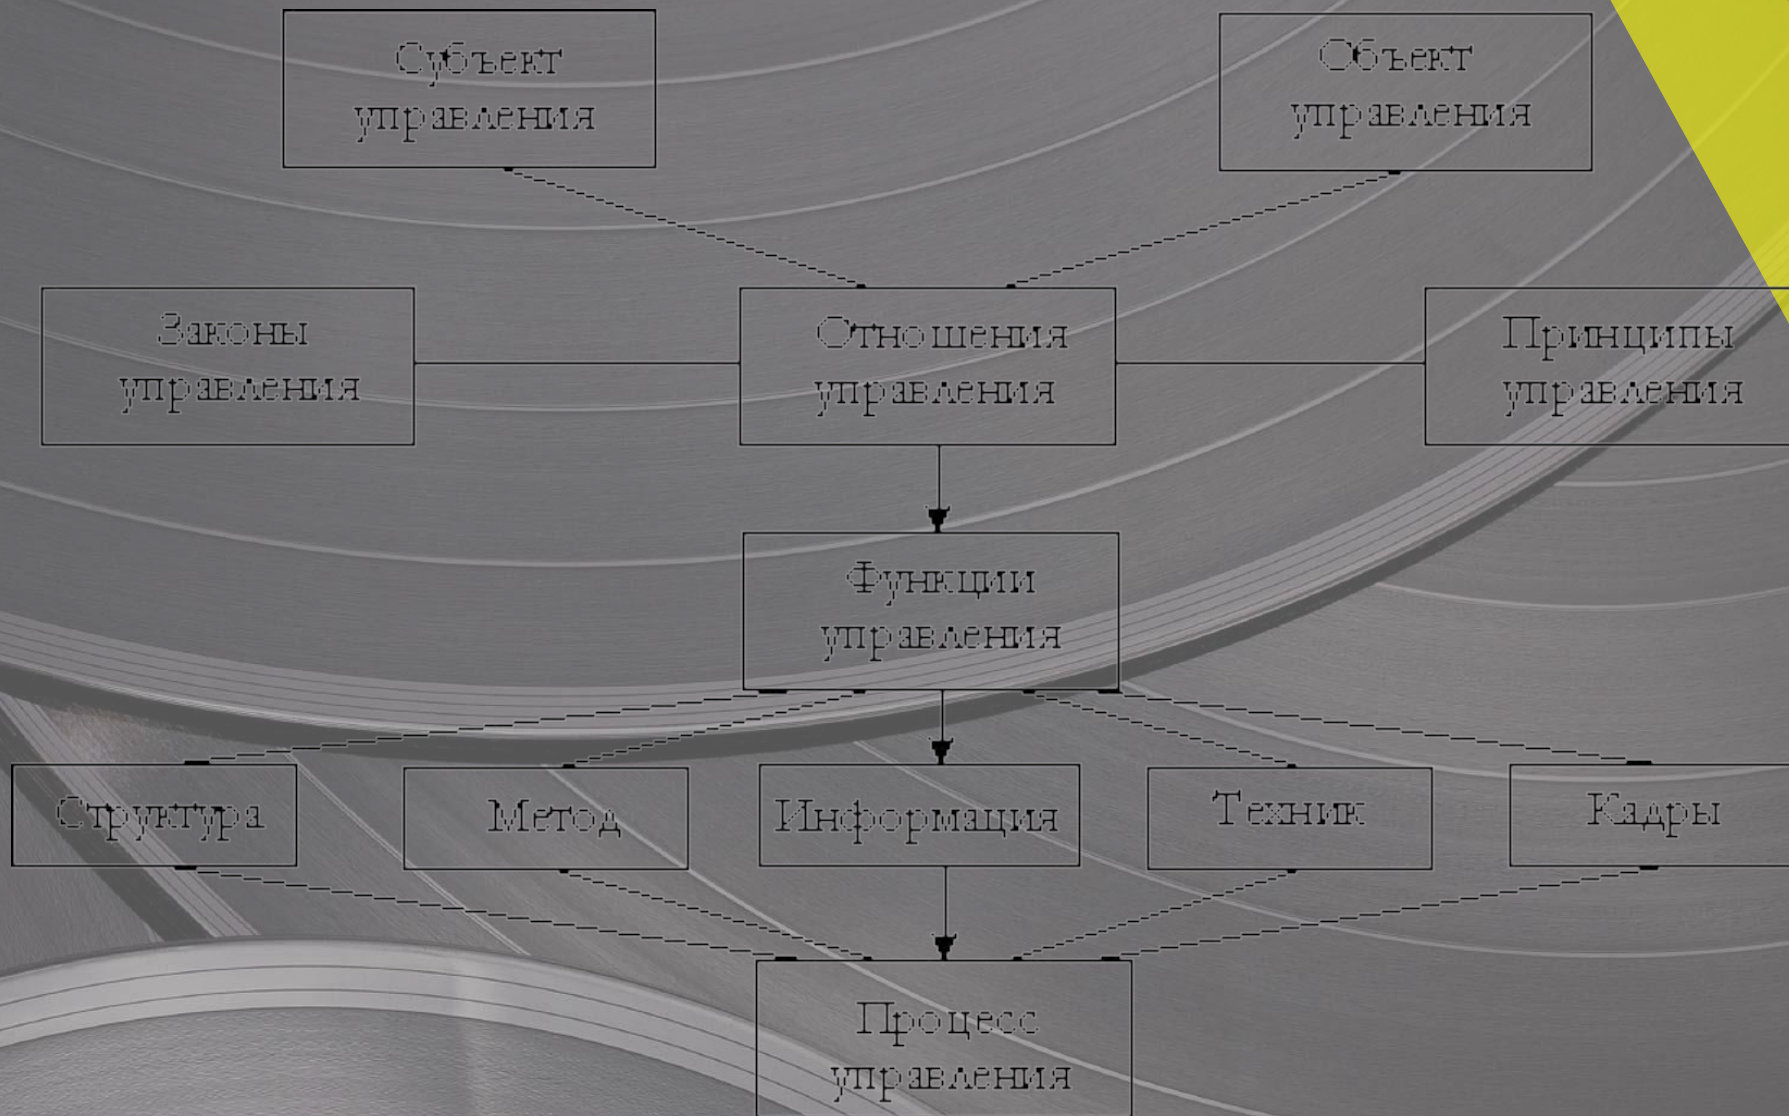 Субъект
управления
Объект
управления
Законы
управления
Отношения
управления
Принципы
управления
Функции
управления
Структура
Метод
Информация
Техник
Кадры
Процесс
управления